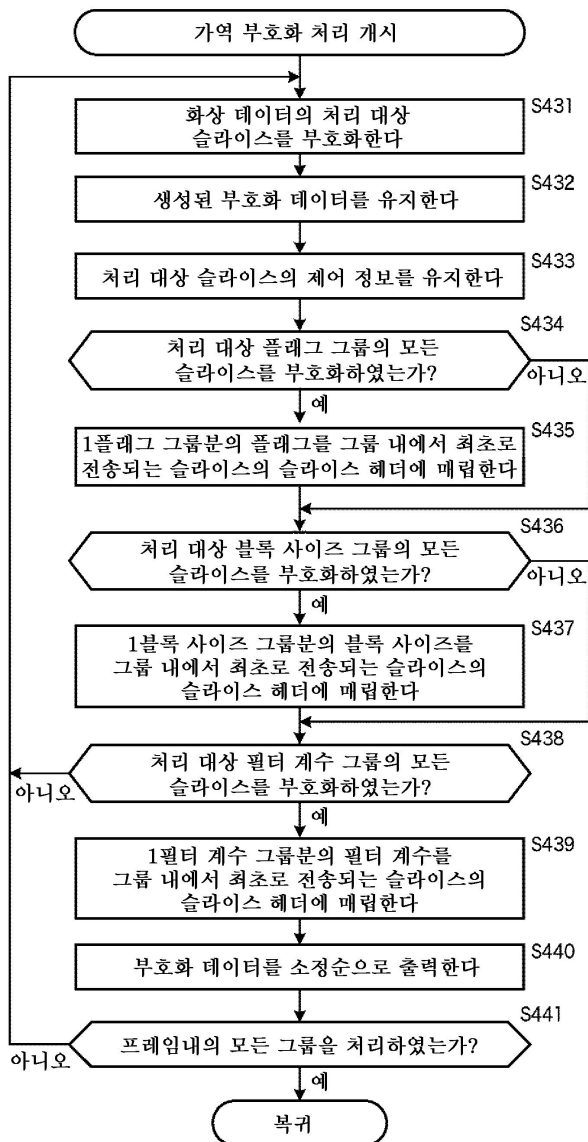 가역 부호화 처리 개시
S431
화상 데이터의 처리 대상
슬라이스를 부호화한다
S432
생성된 부호화 데이터를 유지한다
S433
처리 대상 슬라이스의 제어 정보를 유지한다
S434
처리 대상 플래그 그룹의 모든
슬라이스를 부호화하였는가?
아니오
예
S435
1플래그 그룹분의 플래그를 그룹 내에서 최초로
전송되는 슬라이스의 슬라이스 헤더에 매립한다
S436
처리 대상 블록 사이즈 그룹의 모든
슬라이스를 부호화하였는가?
아니오
예
S437
1블록 사이즈 그룹분의 블록 사이즈를
그룹 내에서 최초로 전송되는 슬라이스의
슬라이스 헤더에 매립한다
S438
처리 대상 필터 계수 그룹의 모든
슬라이스를 부호화하였는가?
아니오
예
S439
1필터 계수 그룹분의 필터 계수를
그룹 내에서 최초로 전송되는 슬라이스의
슬라이스 헤더에 매립한다
S440
부호화 데이터를 소정순으로 출력한다
S441
프레임내의 모든 그룹을 처리하였는가?
아니오
예
복귀